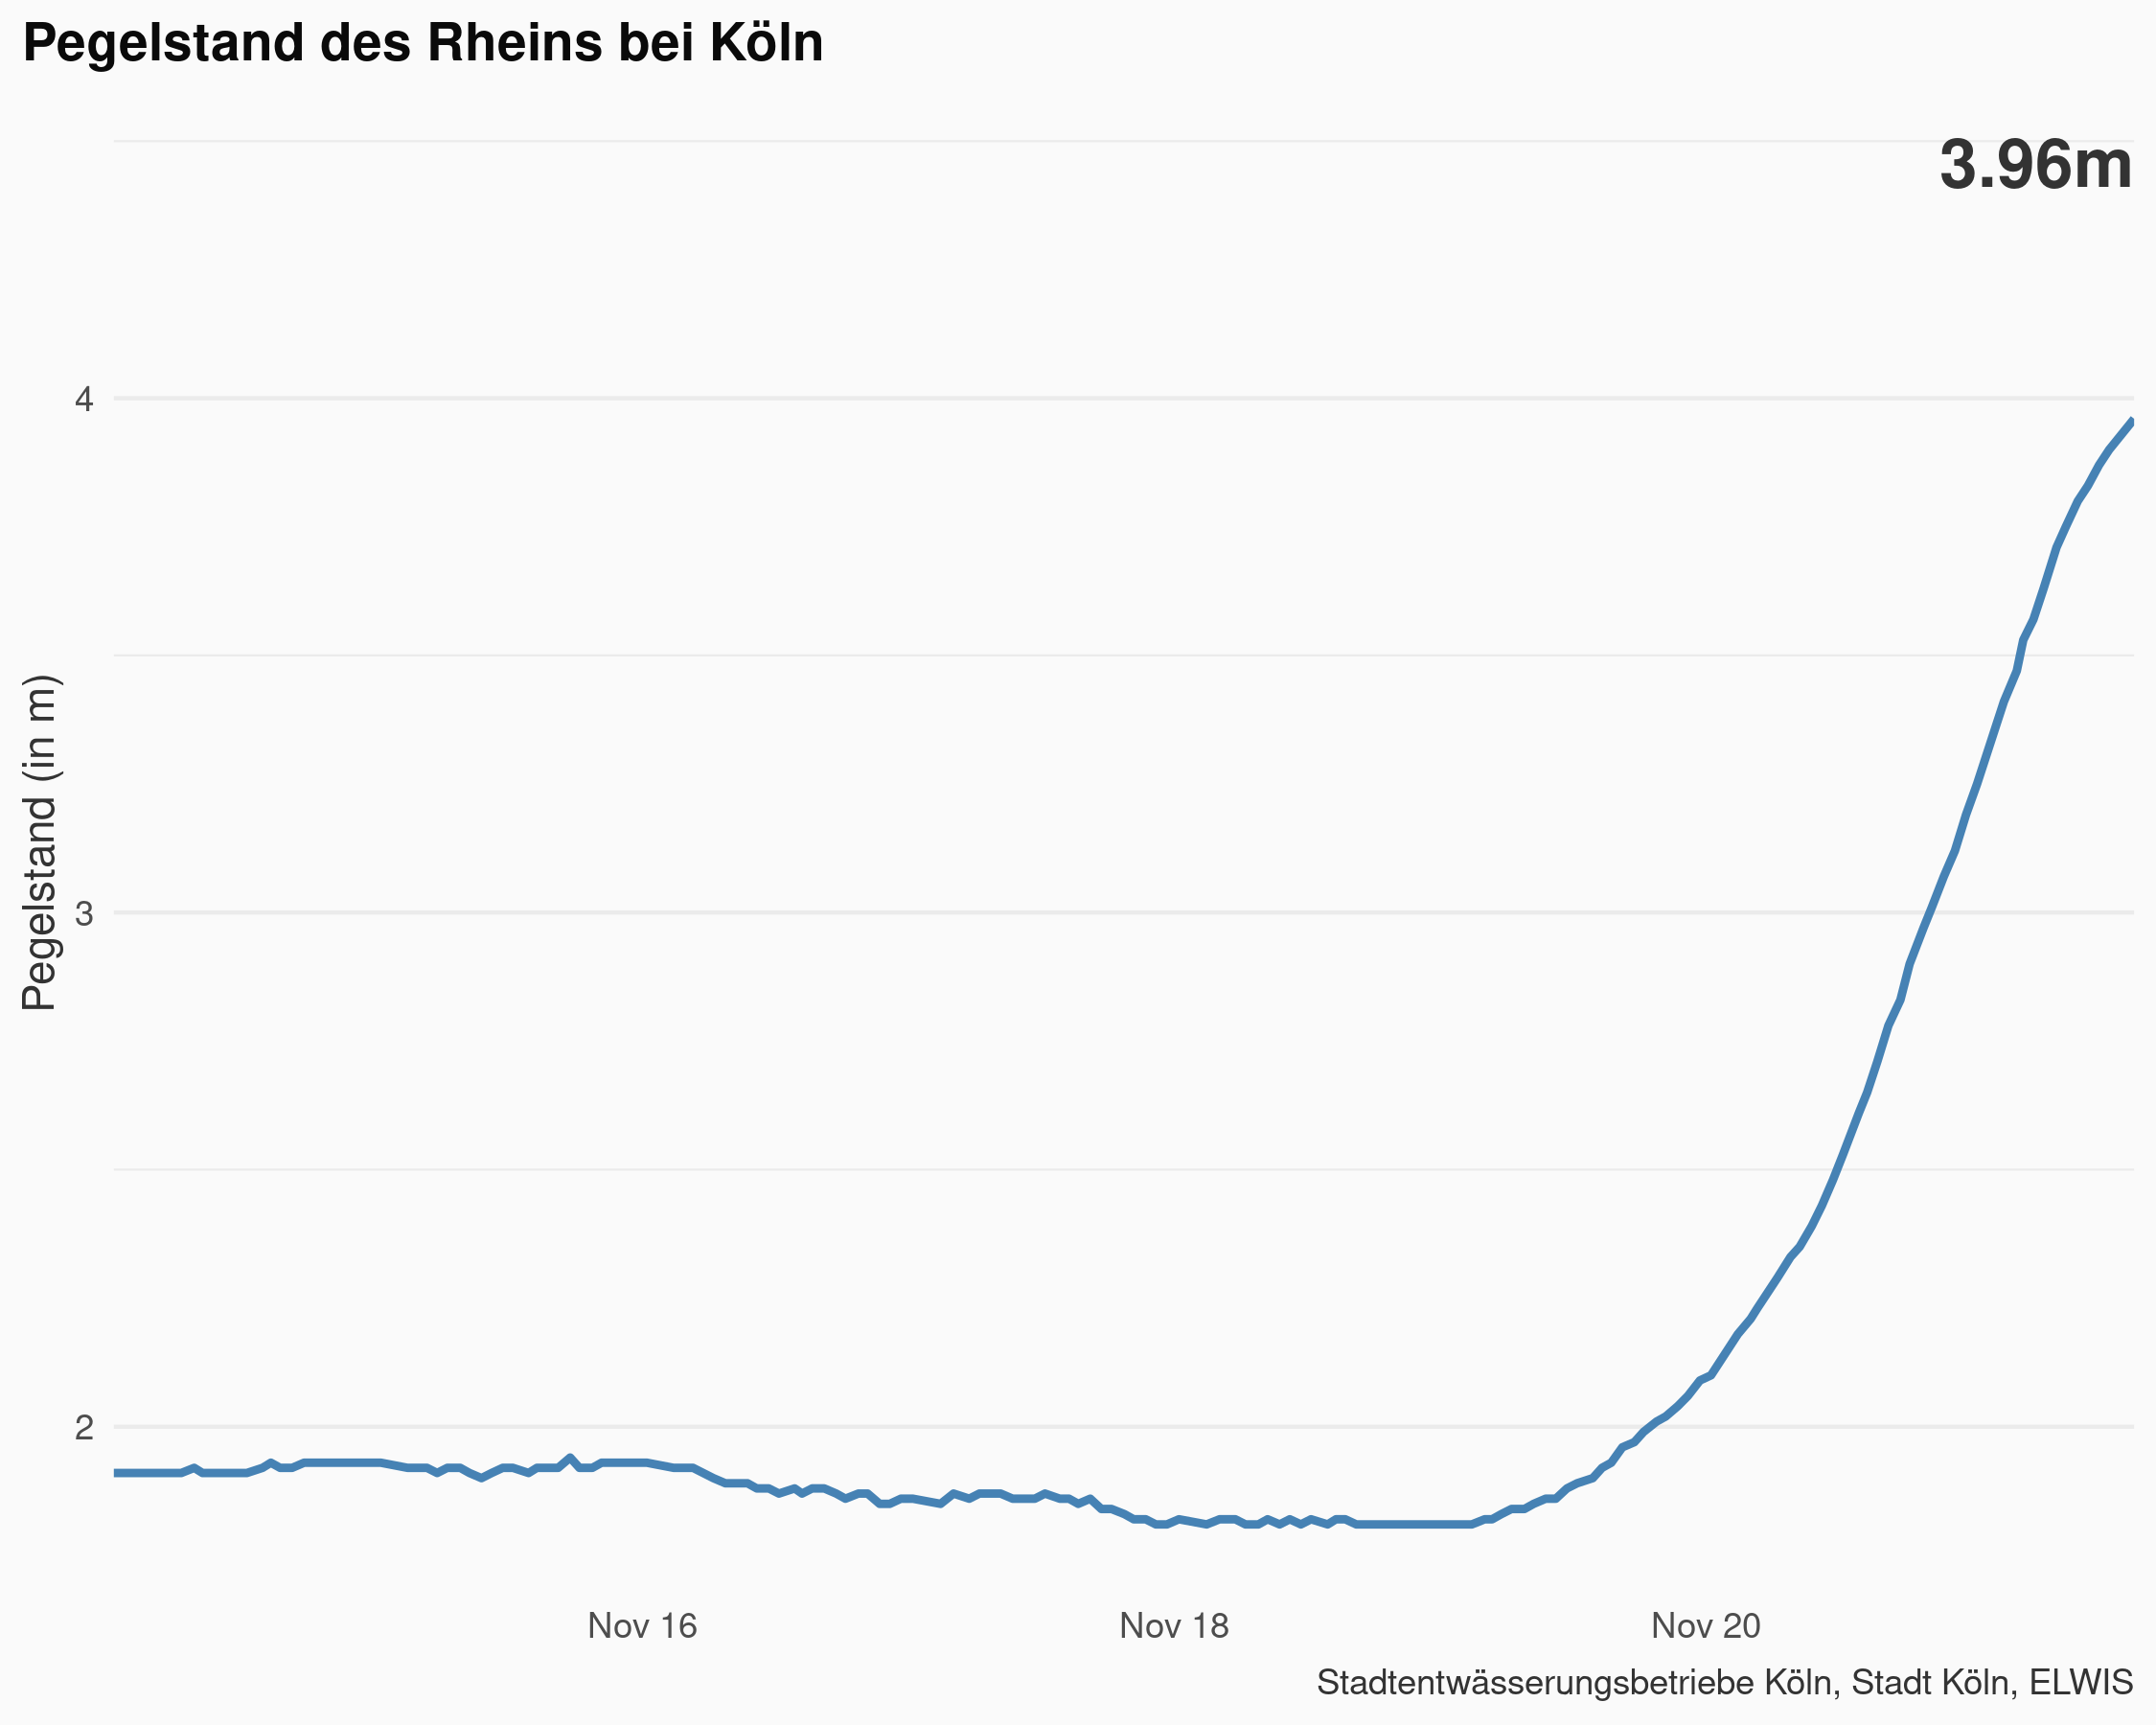 Pegelstand des Rheins bei Köln
3.96m
Pegelstand (in m)
4
3
2
Nov 16
Nov 18
Nov 20
Stadtentwässerungsbetriebe Köln, Stadt Köln, ELWIS